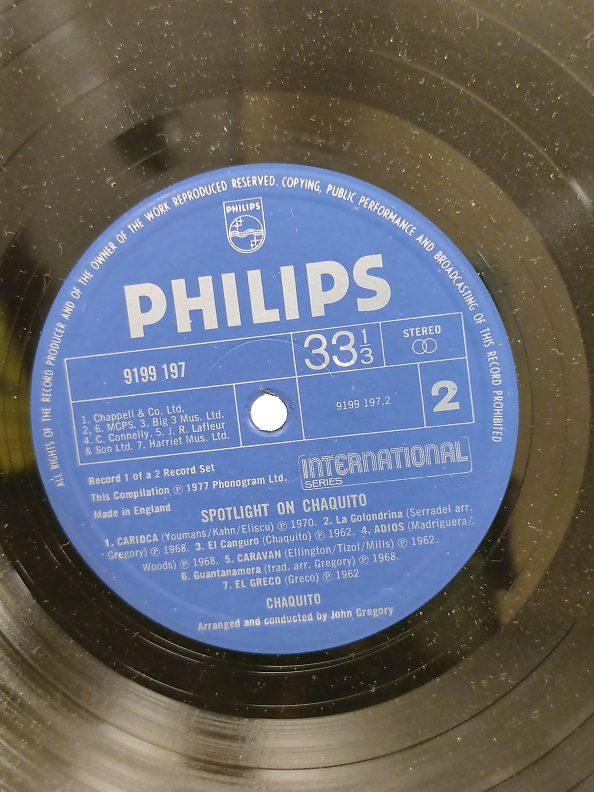 ALL RIGHTS OF THE RECORD PRODUCER AND OF THE OWNER OF THE WORK REPRODUCED RESERVED. COPYING, PUBLIC PERFORMANCE AND BROADCASTING OF THIS RECORD PROHIBITED
PHILIPS
PHILIPS
9199 197
33 1/3
STEREO
1. Chappell & Co. Ltd.
2, 6. MCPS. 3. Big 3 Mus. Ltd.
4. C. Connelly. 5. J. R. Lafleur
& Son Ltd. 7. Harriet Mus. Ltd.
9199 197.2
2
Record 1 of a 2 Record Set
This Compilation ℗ 1977 Phonogram Ltd.
Made in England
INTERNATIONAL
SERIES
SPOTLIGHT ON CHAQUITO
1. CARIOCA (Youmans/Kahn/Eliscu) ℗ 1970. 2. La Golondrina (Serradel arr.
Gregory) ℗ 1968. 3. El Canguro (Chaquito) ℗ 1962. 4. ADIOS (Madriguera/
Woods) ℗ 1968. 5. CARAVAN (Ellington/Tizol/Mills) ℗ 1962.
6. Guantanamera (trad. arr. Gregory) ℗ 1968.
7. EL GRECO (Greco) ℗ 1962
CHAQUITO
Arranged and conducted by John Gregory